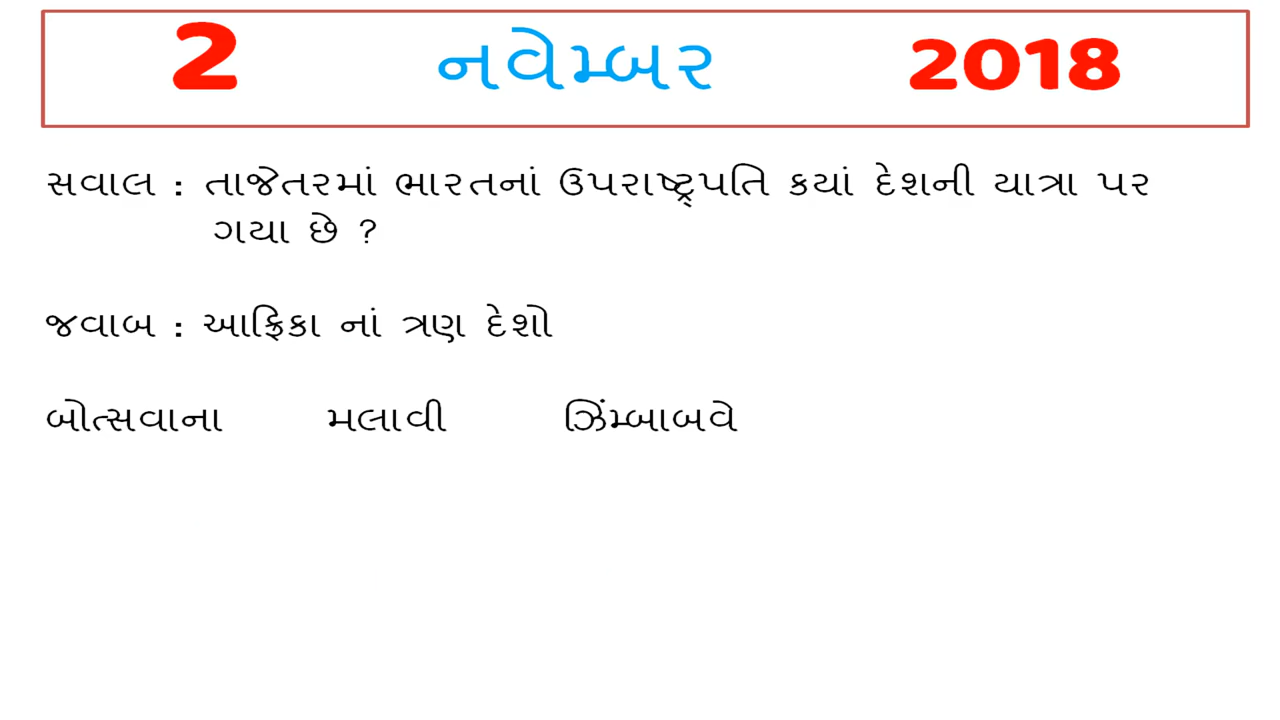 2 નવેમ્બર 2018
સવાલ : તાજેતરમાં ભારતનાં ઉપરાષ્ટ્રપતિ કયાં દેશની યાત્રા પર
ગયા છે ?
જવાબ : આફ્રિકા નાં ત્રણ દેશો
બોત્સવાના મલાવી ઝિંમ્બાબવે